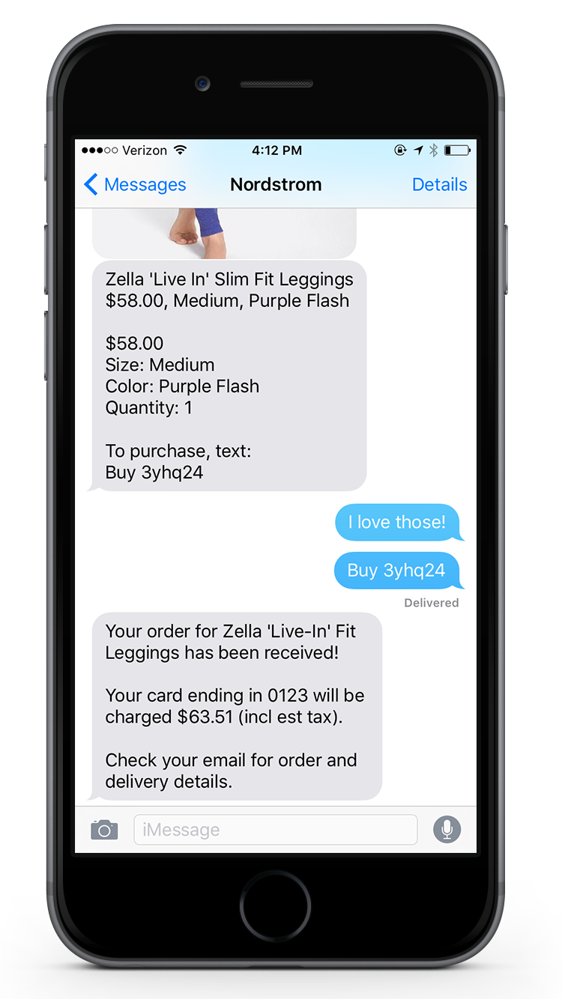 Verizon 4:12 PM
Messages Nordstrom Details
Zella 'Live In' Slim Fit Leggings
$58.00, Medium, Purple Flash
$58.00
Size: Medium
Color: Purple Flash
Quantity: 1
To purchase, text:
Buy 3yhq24
I love those!
Buy 3yhq24
Delivered
Your order for Zella 'Live-In' Fit
Leggings has been received!
Your card ending in 0123 will be
charged $63.51 (incl est tax).
Check your email for order and
delivery details.
iMessage